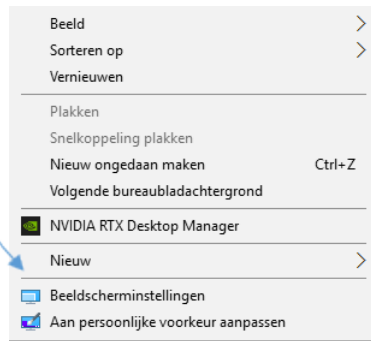 Beeld
Sorteren op
Vernieuwen
Plakken
Snelkoppeling plakken
Nieuw ongedaan maken Ctrl+Z
Volgende bureaubladachtergrond
NVIDIA RTX Desktop Manager
Nieuw
Beeldscherminstellingen
Aan persoonlijke voorkeur aanpassen